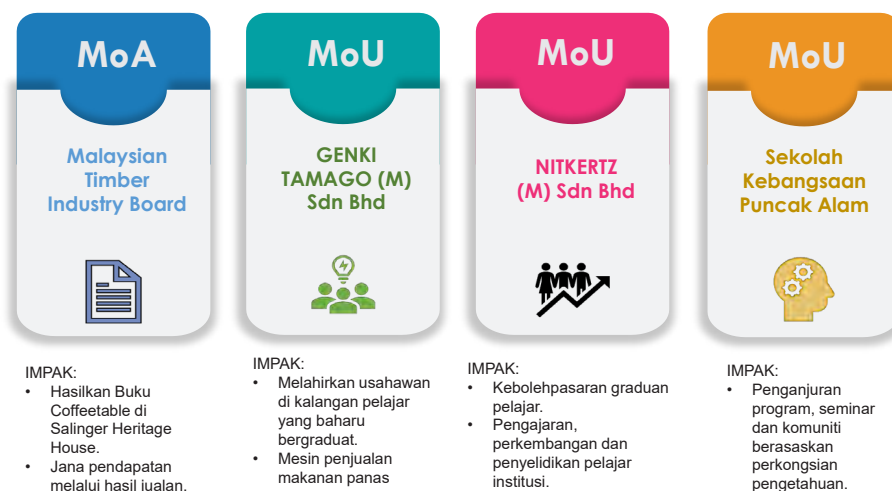 MoA
Malaysian
Timber
Industry Board
IMPAK:
• Hasilkan Buku
Coffeetable di
Salinger Heritage
House.
• Jana pendapatan
melalui hasil jualan.
MoU
GENKI
TAMAGO (M)
Sdn Bhd
IMPAK:
• Melahirkan usahawan
di kalangan pelajar
yang baharu
bergraduat.
• Mesin penjualan
makanan panas
MoU
NITKERTZ
(M) Sdn Bhd
IMPAK:
• Kebolehpasaran graduan
pelajar.
• Pengajaran,
perkembangan dan
penyelidikan pelajar
institusi.
MoU
Sekolah
Kebangsaan
Puncak Alam
IMPAK:
• Penganjuran
program, seminar
dan komuniti
berasaskan
perkongsian
pengetahuan.